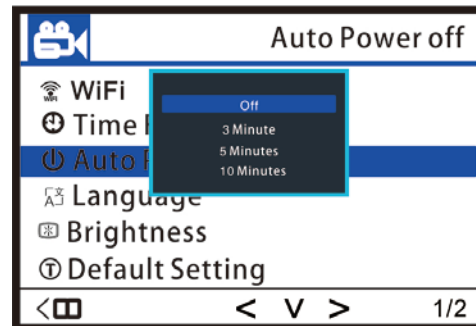 Auto Power off
WiFi
Time
Auto
Language
Brightness
Default Setting
Off
3 Minute
5 Minutes
10 Minutes
< V > 1/2